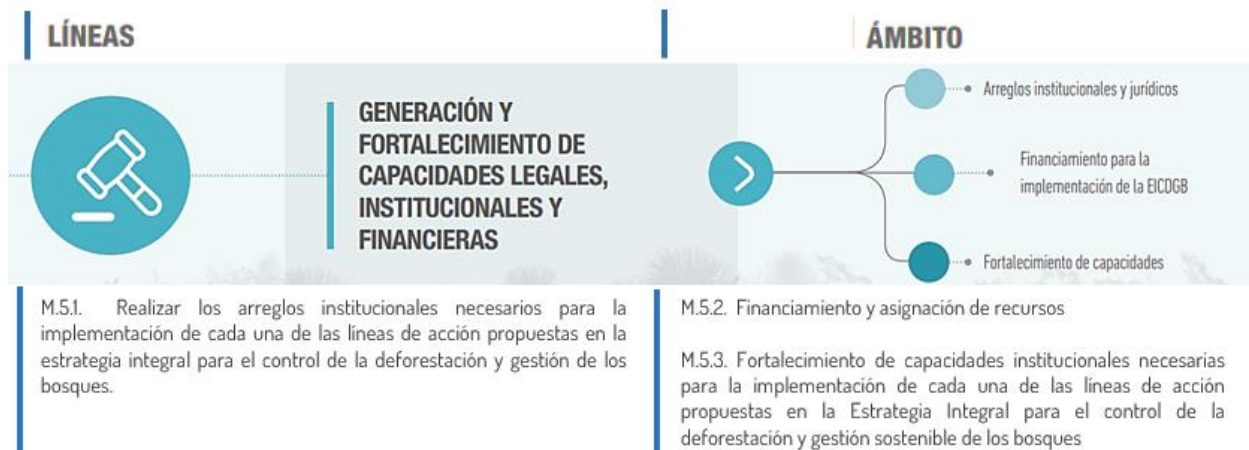 LÍNEAS
ÁMBITO
GENERACIÓN Y
FORTALECIMIENTO DE
CAPACIDADES LEGALES,
INSTITUCIONALES Y
FINANCIERAS
Arreglos institucionales y jurídicos
Financiamiento para la
implementación de la EICDGB
Fortalecimiento de capacidades
M.5.1. Realizar los arreglos institucionales necesarios para la
implementación de cada una de las líneas de acción propuestas en la
estrategia integral para el control de la deforestación y gestión de los
bosques.
M.5.2. Financiamiento y asignación de recursos
M.5.3. Fortalecimiento de capacidades institucionales necesarias
para la implementación de cada una de las líneas de acción
propuestas en la Estrategia Integral para el control de la
deforestación y gestión sostenible de los bosques